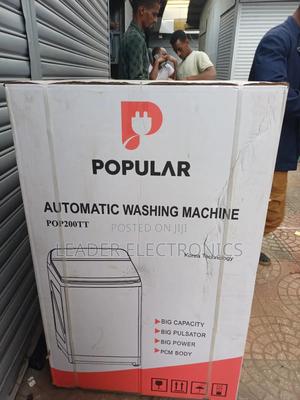 POPULAR
AUTOMATIC WASHING MACHINE
POP200TT
POSTED ON JIJI
LEADER ELECTRONICS
Korea Technology
BIG CAPACITY
BIG PULSATOR
BIG POWER
PCM BODY